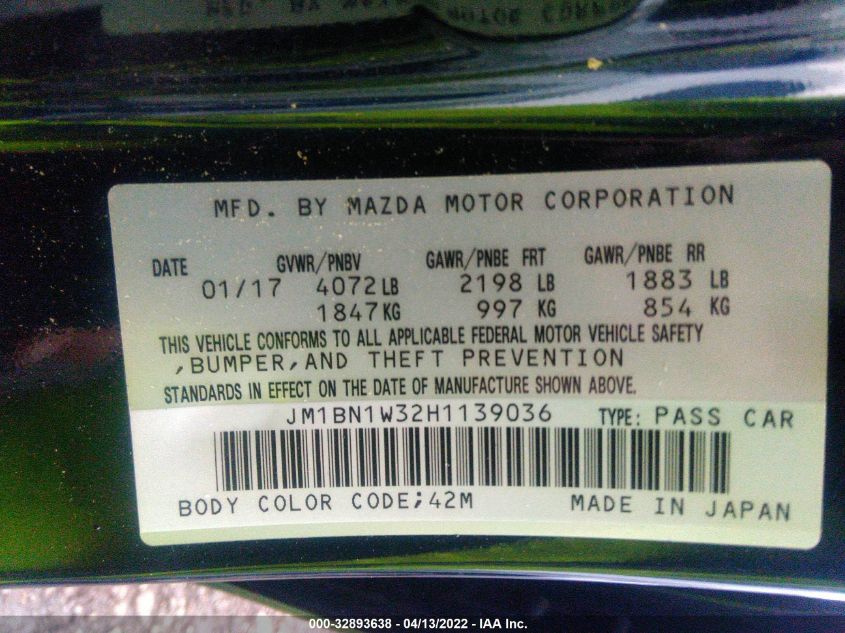 MFD. BY MAZDA MOTOR CORPORATION
DATE GVWR/PNBV GAWR/PNBE FRT GAWR/PNBE RR
01/17 4072LB 2198 LB 1883 LB
1847KG 997 KG 854 KG
THIS VEHICLE CONFORMS TO ALL APPLICABLE FEDERAL MOTOR VEHICLE SAFETY
,BUMPER,AND THEFT PREVENTION
STANDARDS IN EFFECT ON THE DATE OF MANUFACTURE SHOWN ABOVE.
JM1BN1W32H1139036 TYPE: PASS CAR
BODY COLOR CODE;42M MADE IN JAPAN
000-32893638 - 04/13/2022 - IAA Inc.